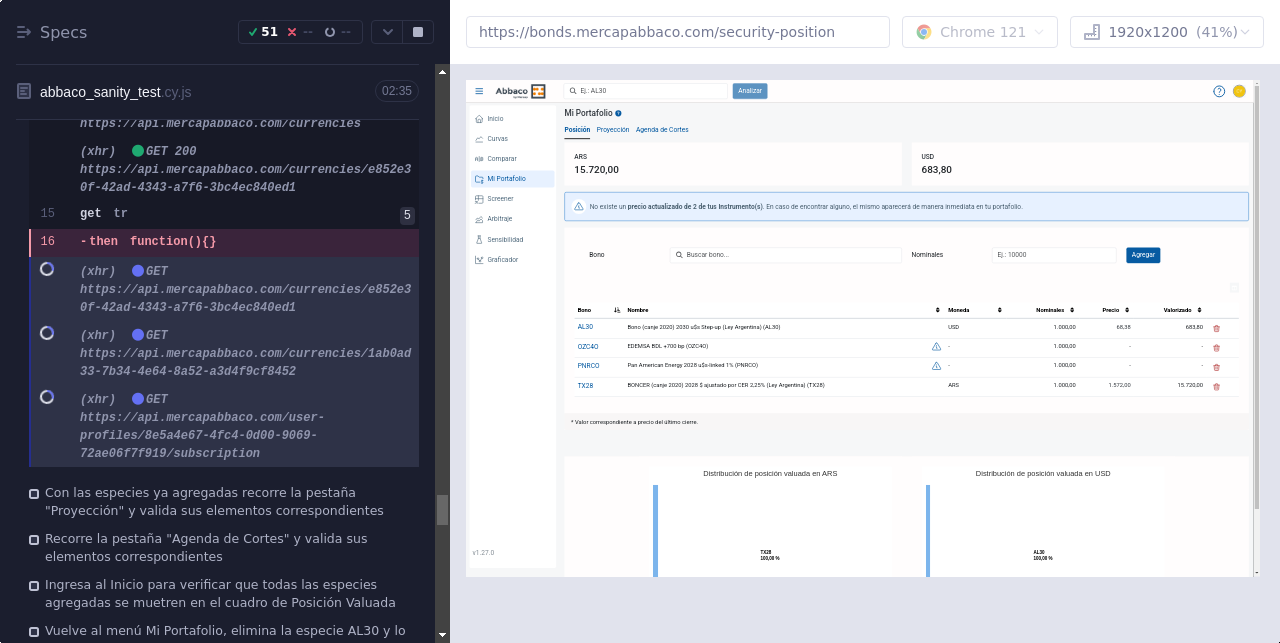 Specs
51
--
--
https://bonds.mercapabbaco.com/security-position
Chrome 121
1920x1200 (41%)
abbaco_sanity_test.cy.js
02:35
https://api.mercapabbaco.com/currencies
(xhr) GET 200
https://api.mercapabbaco.com/currencies/e852e3
0f-42ad-4343-a7f6-3bc4ec840ed1
15 get tr 5
16 -then function(){}
(xhr) GET
https://api.mercapabbaco.com/currencies/e852e3
0f-42ad-4343-a7f6-3bc4ec840ed1
(xhr) GET
https://api.mercapabbaco.com/currencies/1ab0ad
33-7b34-4e64-8a52-a3d4f9cf8452
(xhr) GET
https://api.mercapabbaco.com/user-
profiles/8e5a4e67-4fc4-0d00-9069-
72ae06f7f919/subscription
Con las especies ya agregadas recorre la pestaña
"Proyección" y valida sus elementos correspondientes
Recorre la pestaña "Agenda de Cortes" y valida sus
elementos correspondientes
Ingresa al Inicio para verificar que todas las especies
agregadas se muetren en el cuadro de Posición Valuada
Vuelve al menú Mi Portafolio, elimina la especie AL30 y lo
Abbaco
Ej.: AL30
Analizar
Inicio
Curvas
Comparar
Mi Portafolio
Screener
Arbitraje
Sensibilidad
Graficador
v1.27.0
Mi Portafolio
Posición Proyección Agenda de Cortes
ARS
15.720,00
USD
683,80
No existe un precio actualizado de 2 de tus Instrumento(s). En caso de encontrar alguno, el mismo aparecerá de manera inmediata en tu portafolio.
Bono Buscar bono... Nominales Ej.: 10000 Agregar
Bono Nombre Moneda Nominales Precio Valorizado
AL30 Bono (canje 2020) 2030 u$s Step-up (Ley Argentina) (AL30) USD 1.000,00 68,38 683,80
OZC4O EDEMSA BDL +700 bp (OZC4O) - 1.000,00 - -
PNRCO Pan American Energy 2028 u$s-linked 1% (PNRCO) - 1.000,00 - -
TX28 BONCER (canje 2020) 2028 $ ajustado por CER 2,25% (Ley Argentina) (TX28) ARS 1.000,00 1.572,00 15.720,00
* Valor correspondiente a precio del último cierre.
Distribución de posición valuada en ARS
TX28
100,00 %
Distribución de posición valuada en USD
AL30
100,00 %